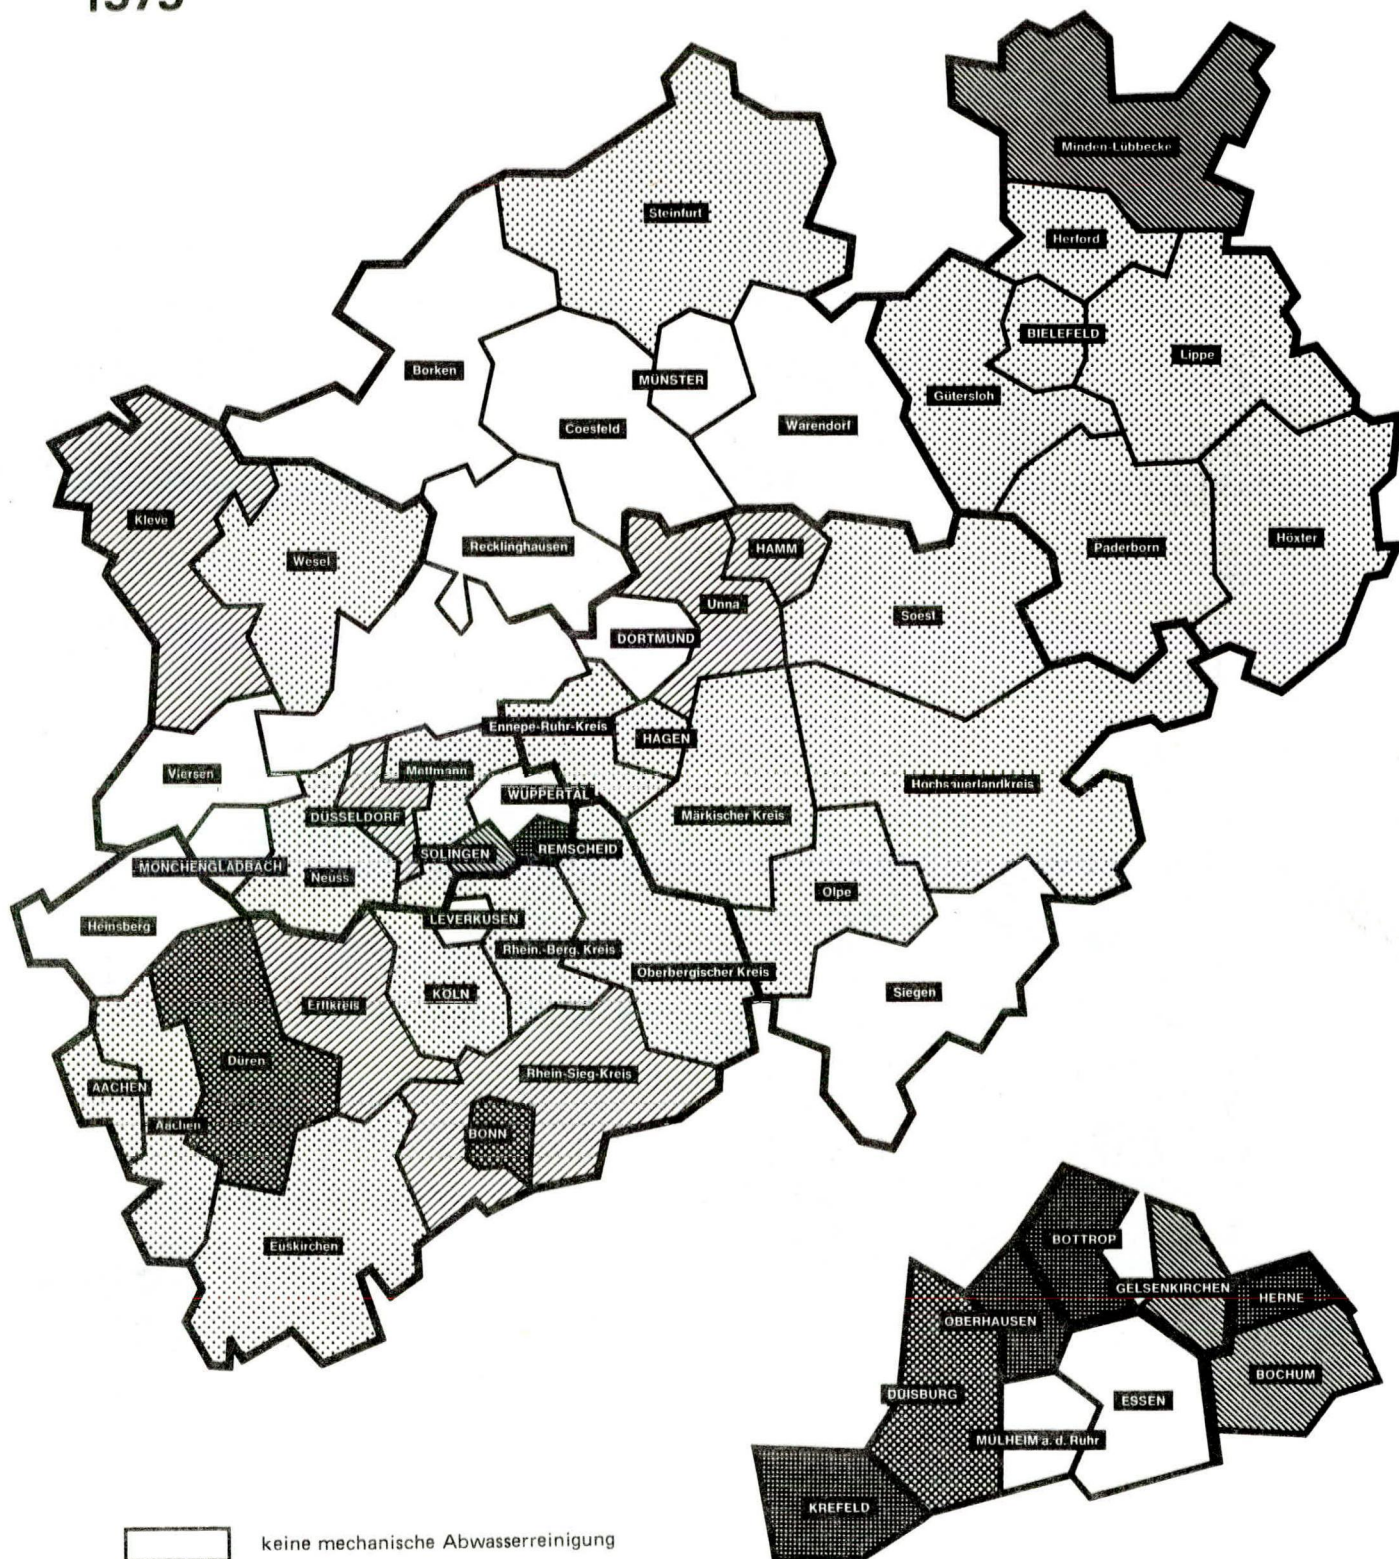 1975
Minden-Lübbecke
Steinfurt
Herford
BIELEFELD
Lippe
Borken
MÜNSTER
Gütersloh
Coesfeld
Warendorf
Kleve
Wesel
Recklinghausen
HAMM
Paderborn
Höxter
Unna
Soest
DORTMUND
Ennepe-Ruhr-Kreis
HAGEN
Viersen
Mettmann
Hochsauerlandkreis
WUPPERTAL
DÜSSELDORF
Märkischer Kreis
SOLINGEN
REMSCHEID
MÖNCHENGLADBACH
Neuss
Olpe
Heinsberg
LEVERKUSEN
Rhein.-Berg. Kreis
Oberbergischer Kreis
KÖLN
Siegen
Erftkreis
Düren
Rhein-Sieg-Kreis
AACHEN
Aachen
BONN
Euskirchen
BOTTROP
GELSENKIRCHEN
HERNE
OBERHAUSEN
BOCHUM
DUISBURG
ESSEN
MÜLHEIM a. d. Ruhr
KREFELD
keine mechanische Abwasserreinigung